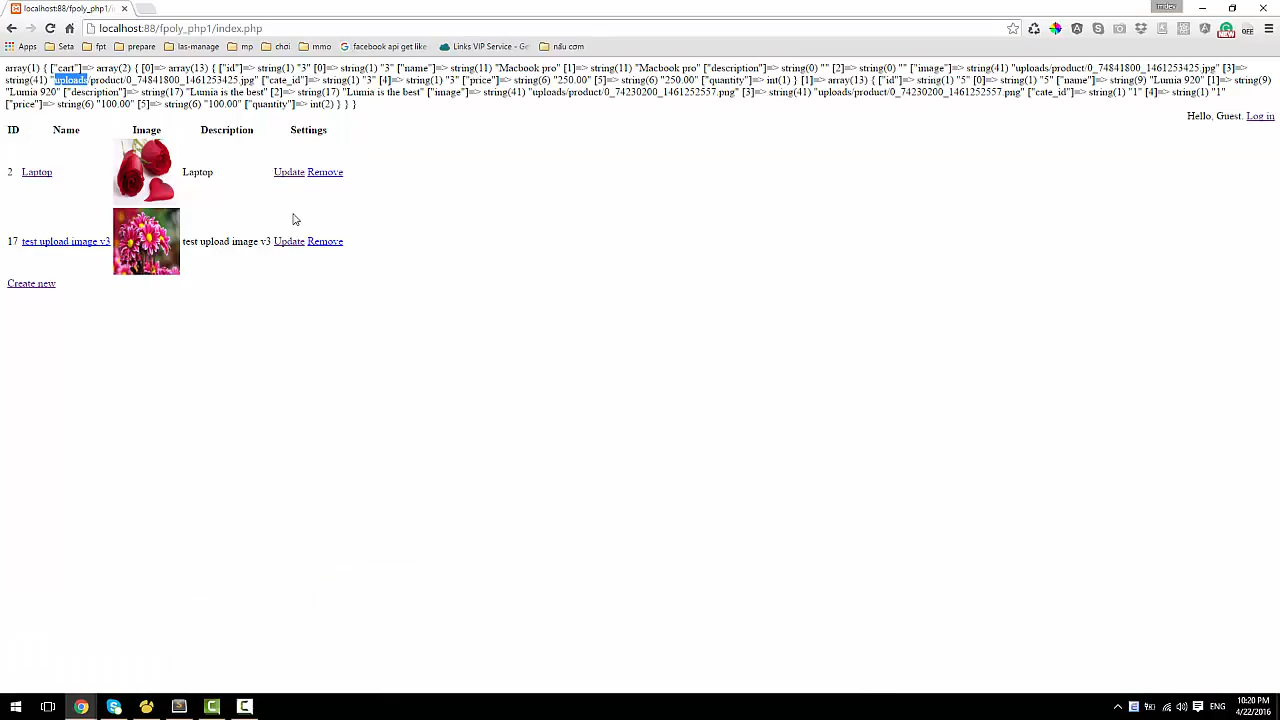 imdev
localhost:88/fpoly_php1/i
localhost:88/fpoly_php1/index.php
Apps Seta fpt prepare las-manage mp choi mmo facebook api get like Links VIP Service - Ge ndu com
array(1) { ["cart"]=> array(2) { [0]=> array(13) { ["id"]=> string(1) "3" [0]=> string(1) "3" ["name"]=> string(11) "Macbook pro" [1]=> string(11) "Macbook pro" ["description"]=> string(0) "" [2]=> string(0) "" ["image"]=> string(41) "uploads/product/0_74841800_1461253425.jpg" [3]=>
string(41) "uploads/product/0_74841800_1461253425.jpg" ["cate_id"]=> string(1) "3" [4]=> string(1) "3" ["price"]=> string(6) "250.00" [5]=> string(6) "250.00" ["quantity"]=> int(1) } [1]=> array(13) { ["id"]=> string(1) "5" [0]=> string(1) "5" ["name"]=> string(9) "Lumia 920" [1]=> string(9)
"Lumia 920" ["description"]=> string(17) "Lumia is the best" [2]=> string(17) "Lumia is the best" ["image"]=> string(41) "uploads/product/0_74230200_1461252557.png" [3]=> string(41) "uploads/product/0_74230200_1461252557.png" ["cate_id"]=> string(1) "1" [4]=> string(1) "1"
["price"]=> string(6) "100.00" [5]=> string(6) "100.00" ["quantity"]=> int(2) } } }
Hello, Guest. Log in
ID Name Image Description Settings
2 Laptop Laptop Update Remove
17 test upload image v3 test upload image v3 Update Remove
Create new
ENG
10:20 PM
4/22/2016